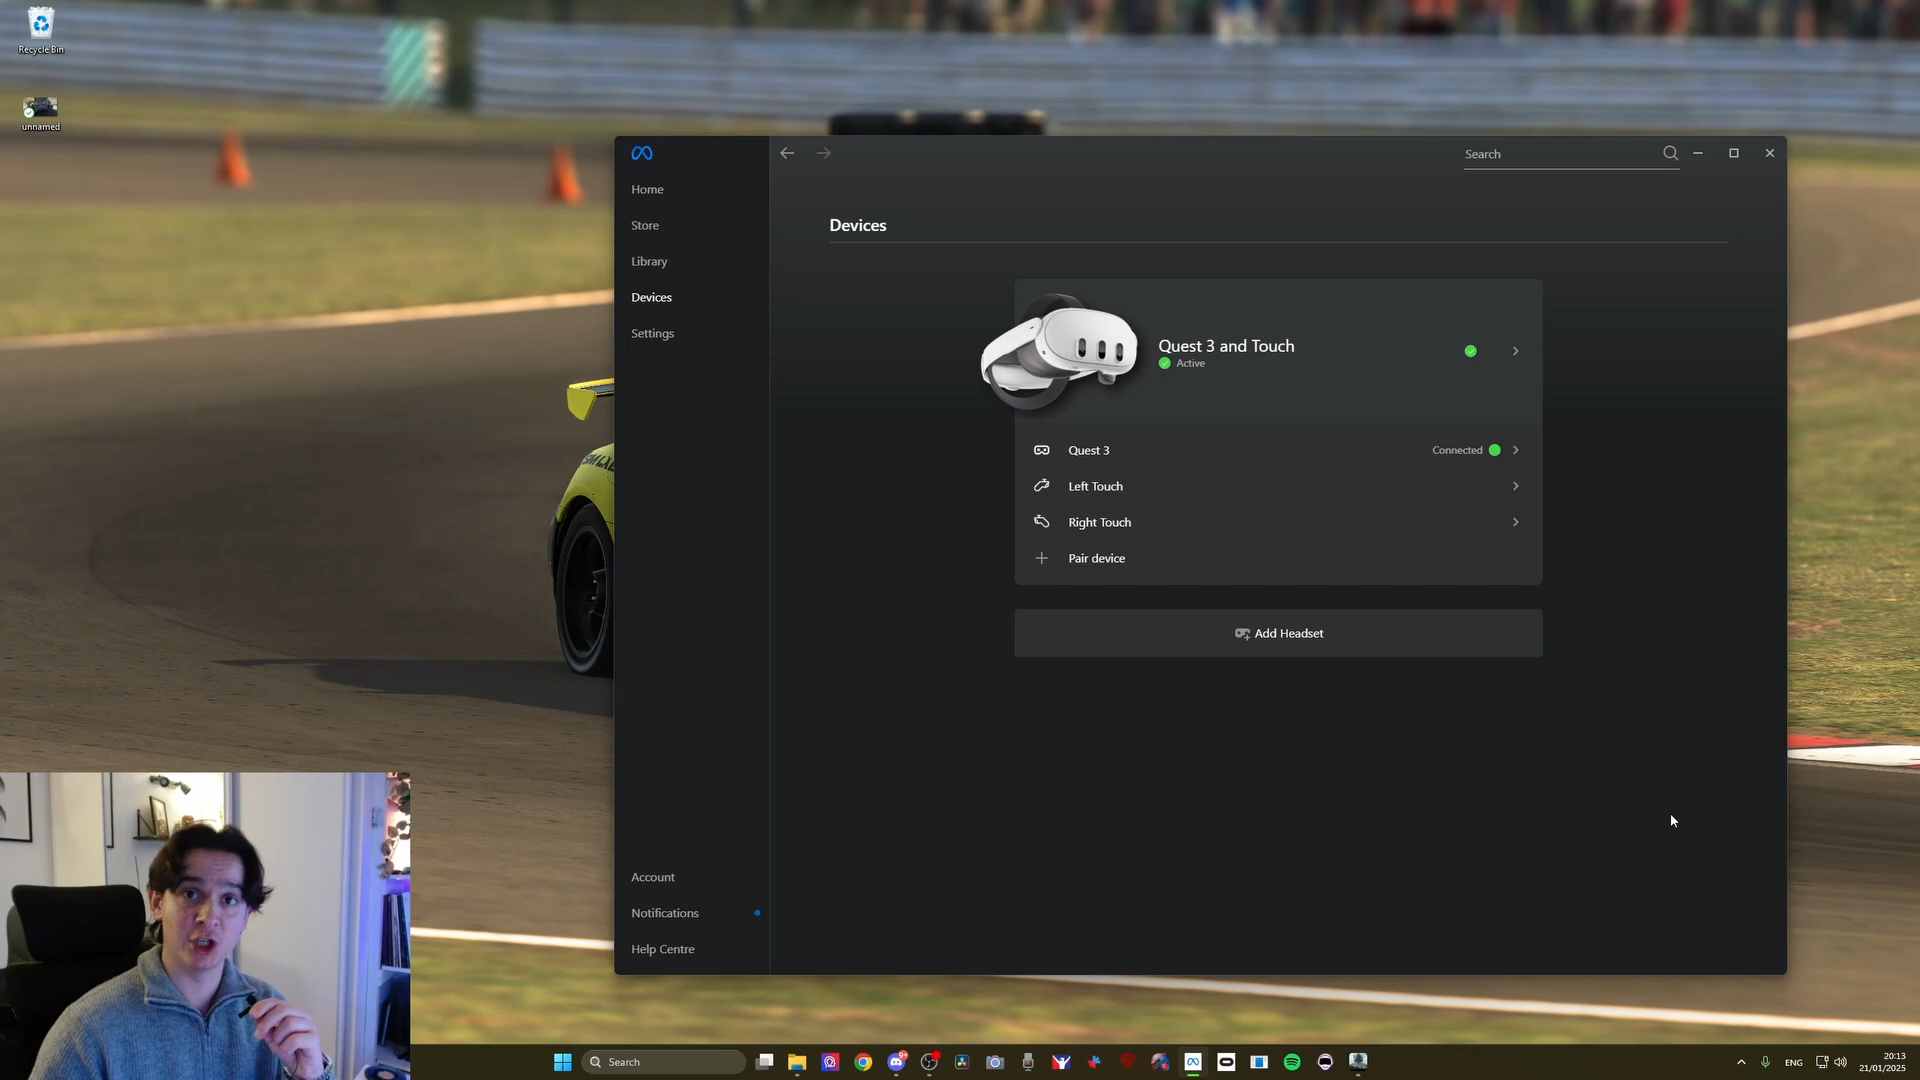 Recycle Bin
unnamed
Search
Home
Store
Library
Devices
Settings
Devices
Quest 3 and Touch
Active
Quest 3
Connected
Left Touch
Right Touch
Pair device
Add Headset
Account
Notifications
Help Centre
Search
ENG
20:13
21/01/2025